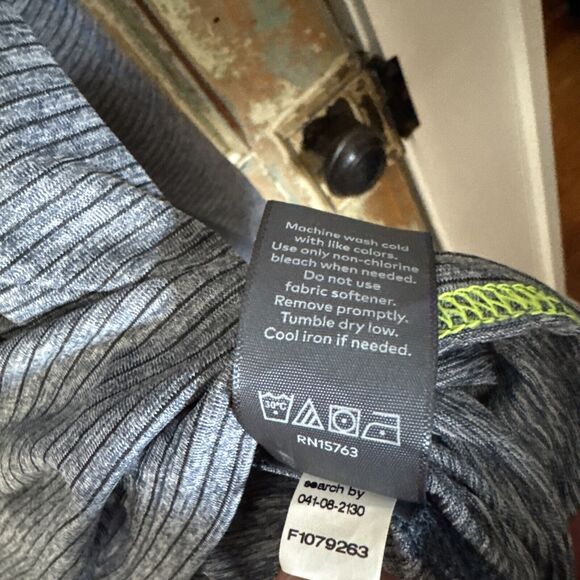 Machine wash cold
with like colors.
Use only non-chlorine
bleach when needed.
Do not use
fabric softener.
Remove promptly.
Tumble dry low.
Cool iron if needed.
30°C
RN15763
search by
041-08-2130
F1079263